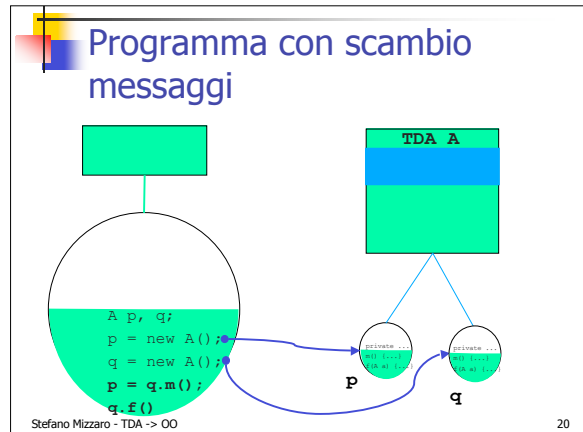 Programma con scambio
messaggi
TDA A
A p, q;
p = new A();
q = new A();
p = q.m();
q.f()
private ...
m() {...}
f(A a) {...}
p
private ...
m() {...}
f(A a) {...}
q
Stefano Mizzaro - TDA -> OO
20